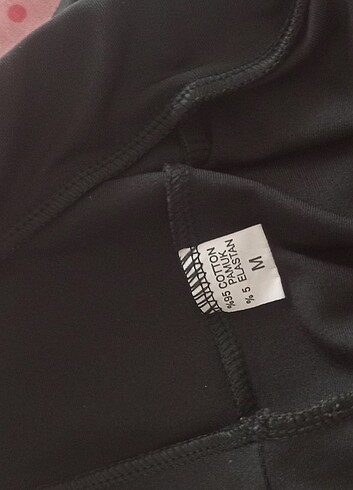 %95 COTTON
PAMUK
% 5 ELASTAN
M